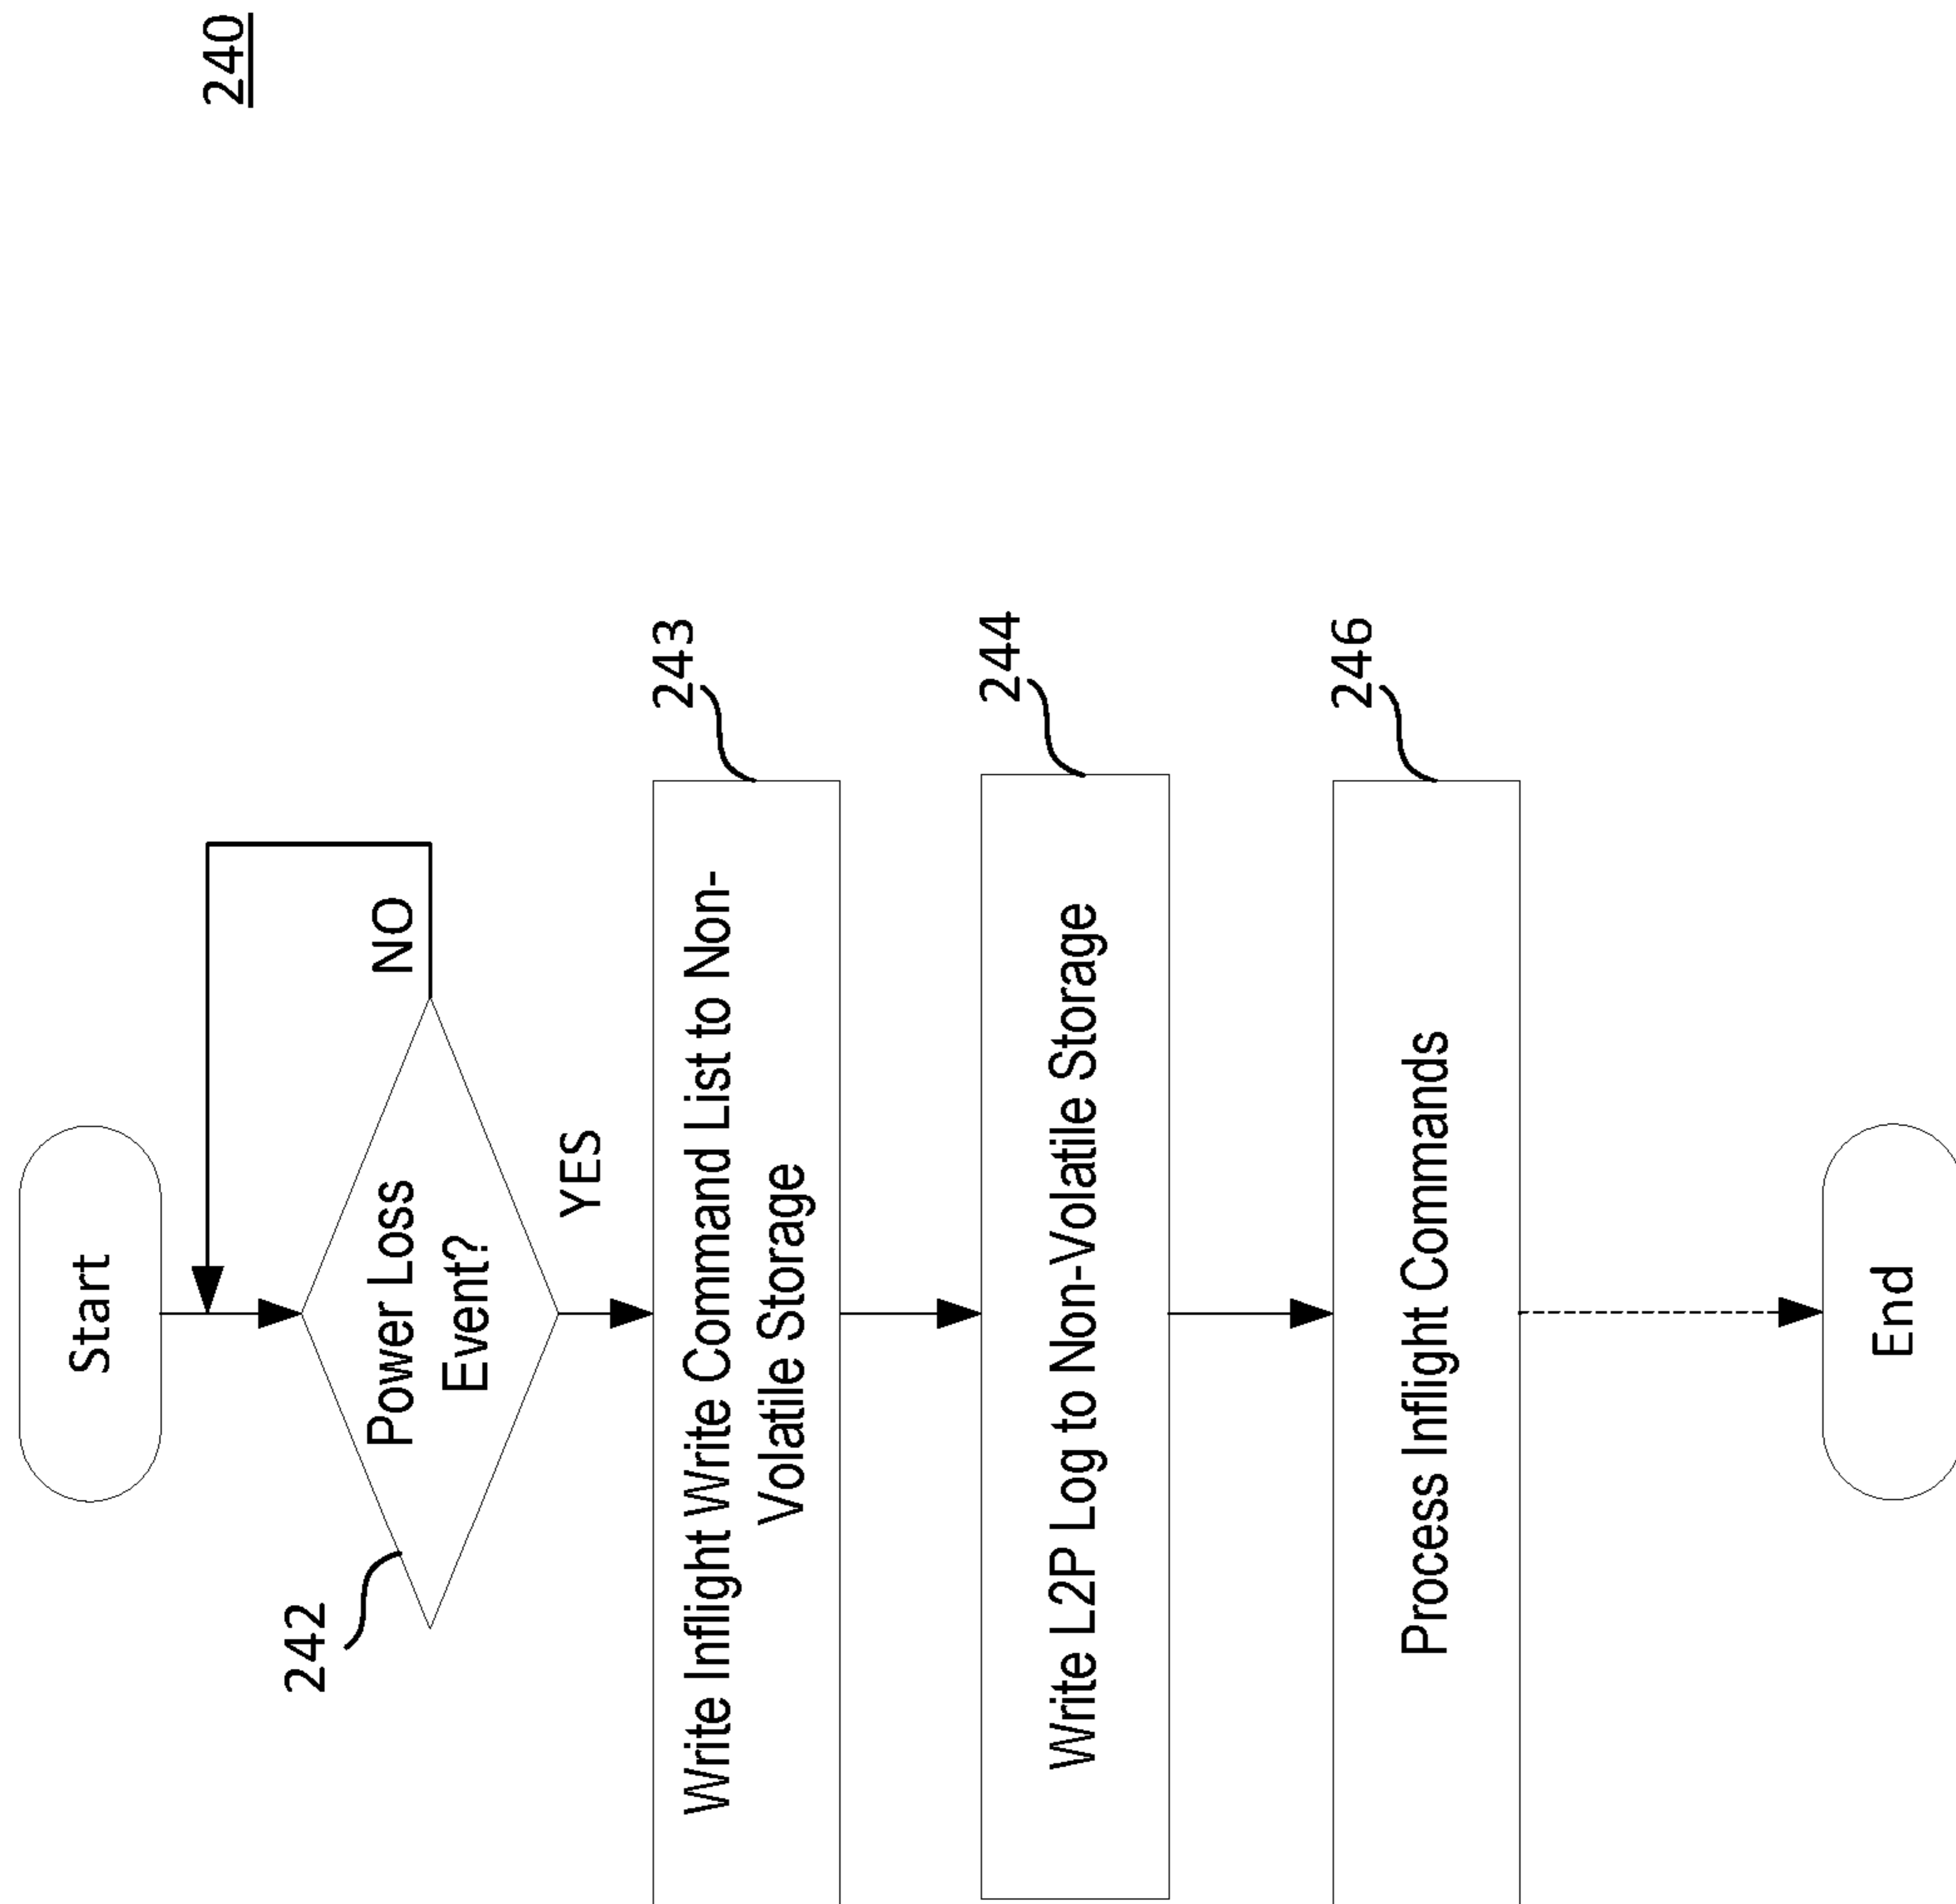 240
Start
242
Power Loss
Event?
NO
YES
243
Write Inflight Write Command List to Non-
Volatile Storage
244
Write L2P Log to Non-Volatile Storage
246
Process Inflight Commands
End